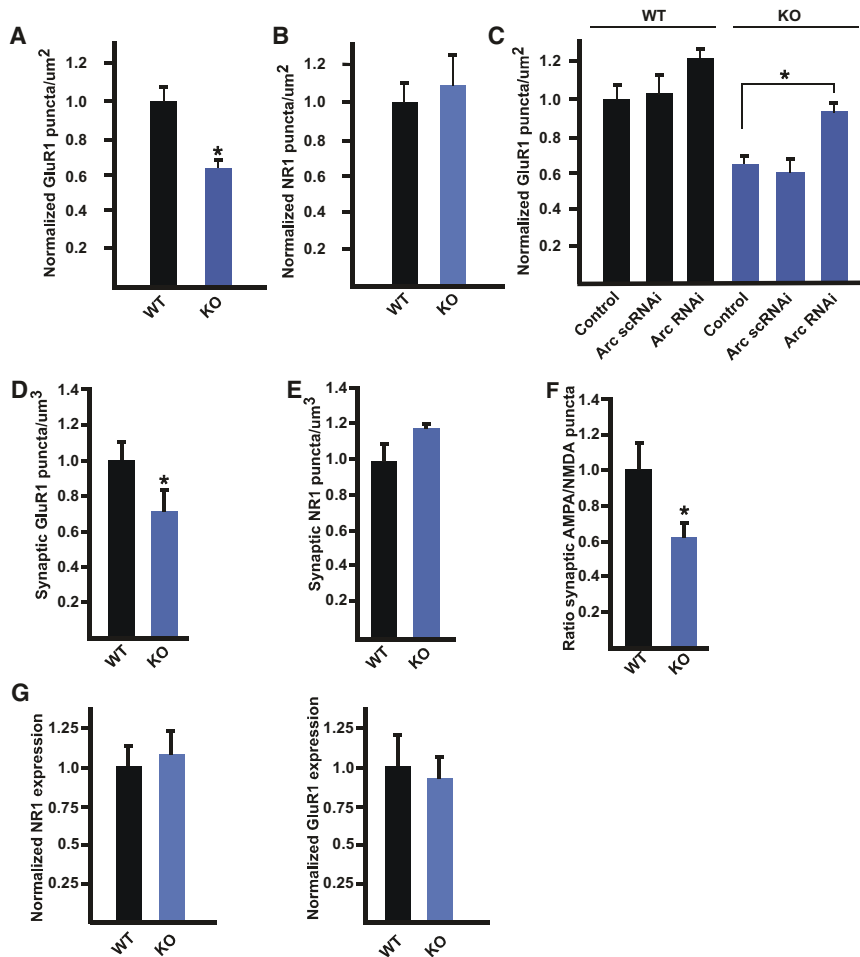 A
Normalized GluR1 puncta/um2
1.2
1.0
0.8
0.6
0.4
0.2
*
WT
KO
B
Normalized NR1 puncta/um2
1.2
1.0
0.8
0.6
0.4
0.2
WT
KO
C
WT
KO
Normalized GluR1 puncta/um2
1.2
1.0
0.8
0.6
0.4
0.2
*
Control
Arc scRNAi
Arc RNAi
Control
Arc scRNAi
Arc RNAi
D
Synaptic GluR1 puncta/um3
1.4
1.2
1.0
0.8
0.6
0.4
0.2
*
WT
KO
E
Synaptic NR1 puncta/um3
1.4
1.2
1.0
0.8
0.6
0.4
0.2
WT
KO
F
Ratio synaptic AMPA/NMDA puncta
1.4
1.2
1.0
0.8
0.6
0.4
0.2
*
WT
KO
G
Normalized NR1 expression
1.25
1.0
0.75
0.5
0.25
WT
KO
Normalized GluR1 expression
1.25
1.0
0.75
0.5
0.25
WT
KO